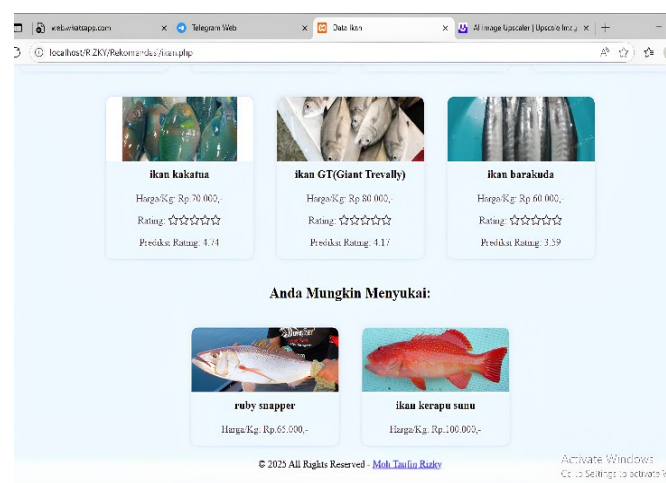 web.whatsapp.com
Telegram Web
Data Ikan
AI Image Upscaler | Upscale Imag
localhost/RIZKY/Rekomendasi/ikan.php
ikan kakatua
Harga/Kg: Rp 70.000,-
Rating: ☆☆☆☆☆
Prediksi Rating: 4.74
ikan GT(Giant Trevally)
Harga/Kg: Rp 80.000,-
Rating: ☆☆☆☆☆
Prediksi Rating: 4.17
ikan barakuda
Harga/Kg: Rp 60.000,-
Rating: ☆☆☆☆☆
Prediksi Rating: 3.59
Anda Mungkin Menyukai:
ruby snapper
Harga/Kg: Rp.65.000,-
ikan kerapu sunu
Harga/Kg: Rp.100.000,-
© 2025 All Rights Reserved - Moh Taufin Rizky
Activate Windows
Go to Settings to activate W